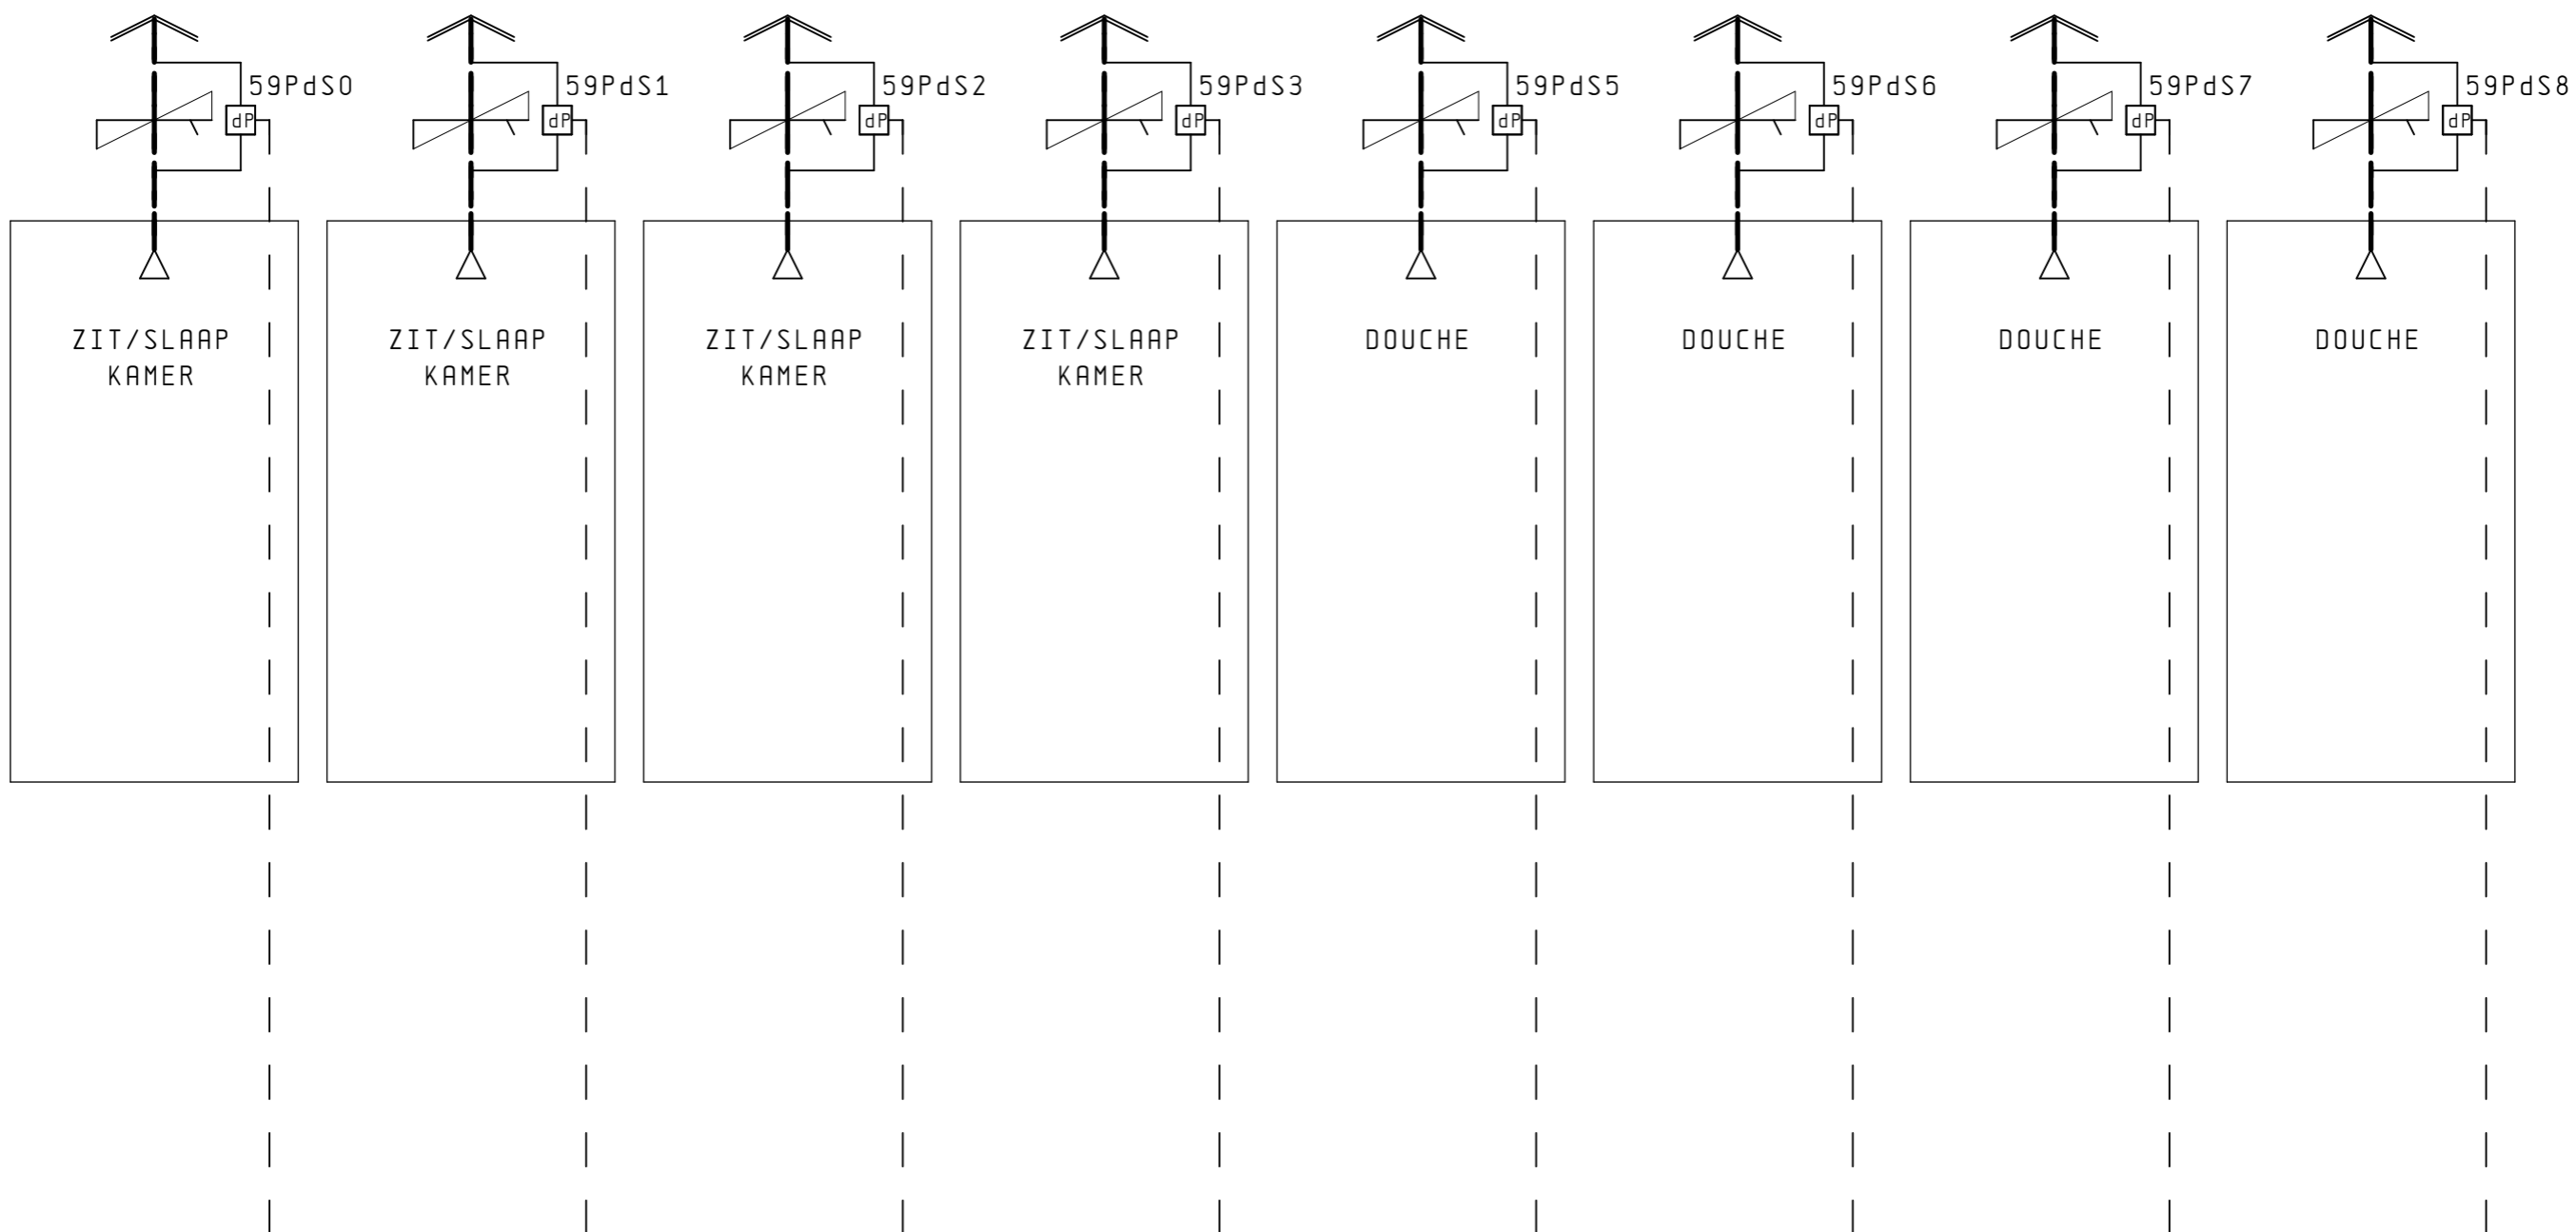 59PdS0
59PdS1
59PdS2
59PdS3
59PdS5
59PdS6
59PdS7
59PdS8
dP
dP
dP
dP
dP
dP
dP
dP
ZIT/SLAAP
KAMER
ZIT/SLAAP
KAMER
ZIT/SLAAP
KAMER
ZIT/SLAAP
KAMER
DOUCHE
DOUCHE
DOUCHE
DOUCHE